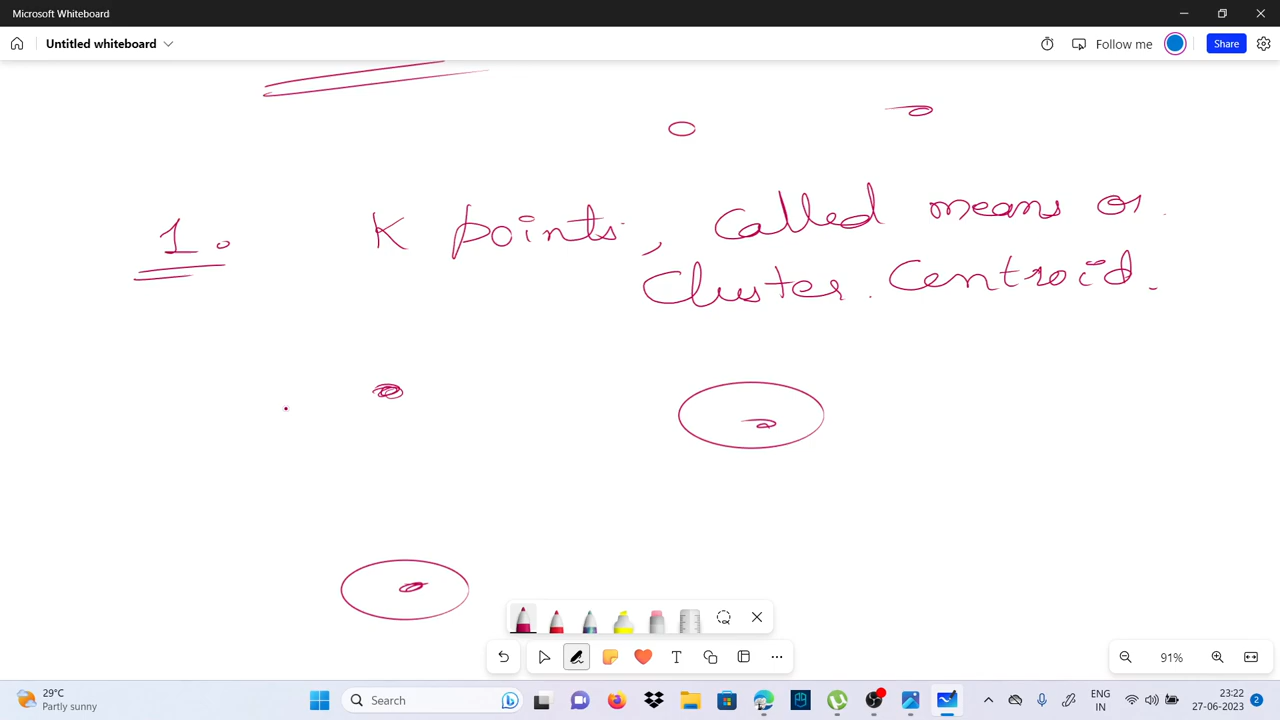 Microsoft Whiteboard
Untitled whiteboard
Follow me
Share
1. K points, called means or
Cluster. Centroid.
91%
29°C
Partly sunny
Search
ENG
IN
23:22
27-06-2023
2